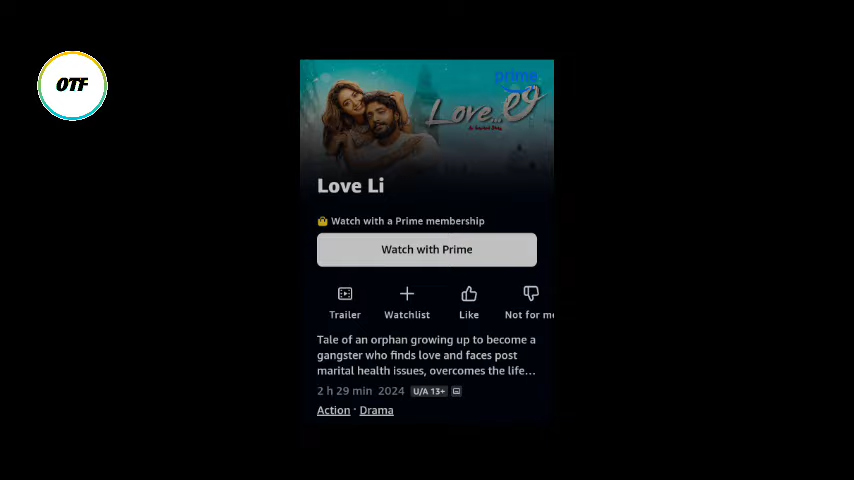 OTF
prime
Love...ಲಿ
Love Li
Watch with a Prime membership
Watch with Prime
Trailer
Watchlist
Like
Not for m
Tale of an orphan growing up to become a
gangster who finds love and faces post
marital health issues, overcomes the life...
2 h 29 min 2024 U/A 13+
Action · Drama